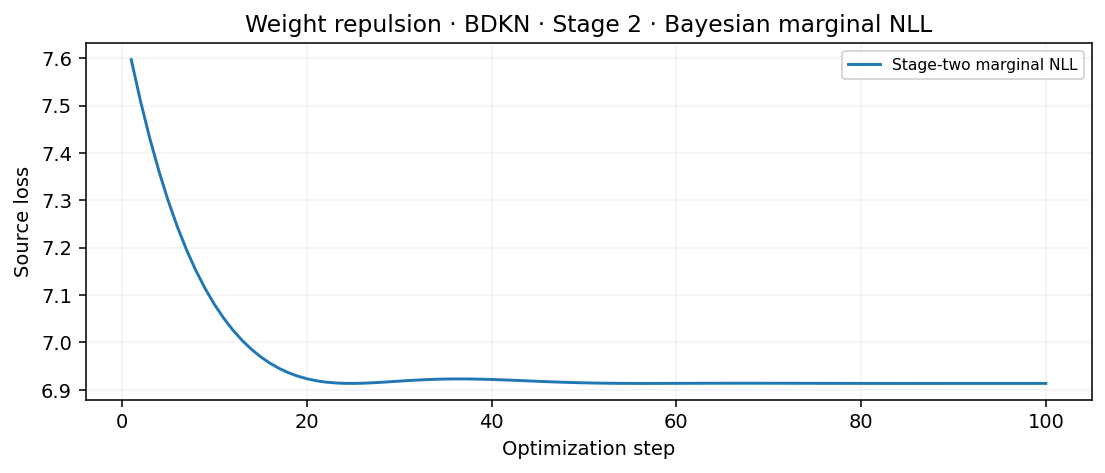 Weight repulsion · BDKN · Stage 2 · Bayesian marginal NLL
Stage-two marginal NLL
Source loss
7.6
7.5
7.4
7.3
7.2
7.1
7.0
6.9
0 20 40 60 80 100
Optimization step